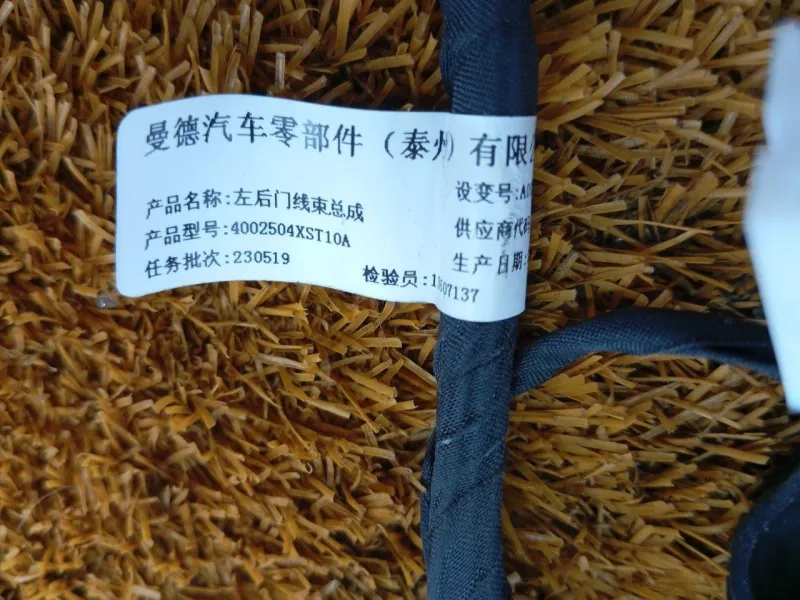 曼德汽车零部件（泰州）有限
产品名称:左后门线束总成
产品型号:4002504XST10A
任务批次:230519
检验员:
设变号:
供应商代码
生产日期: